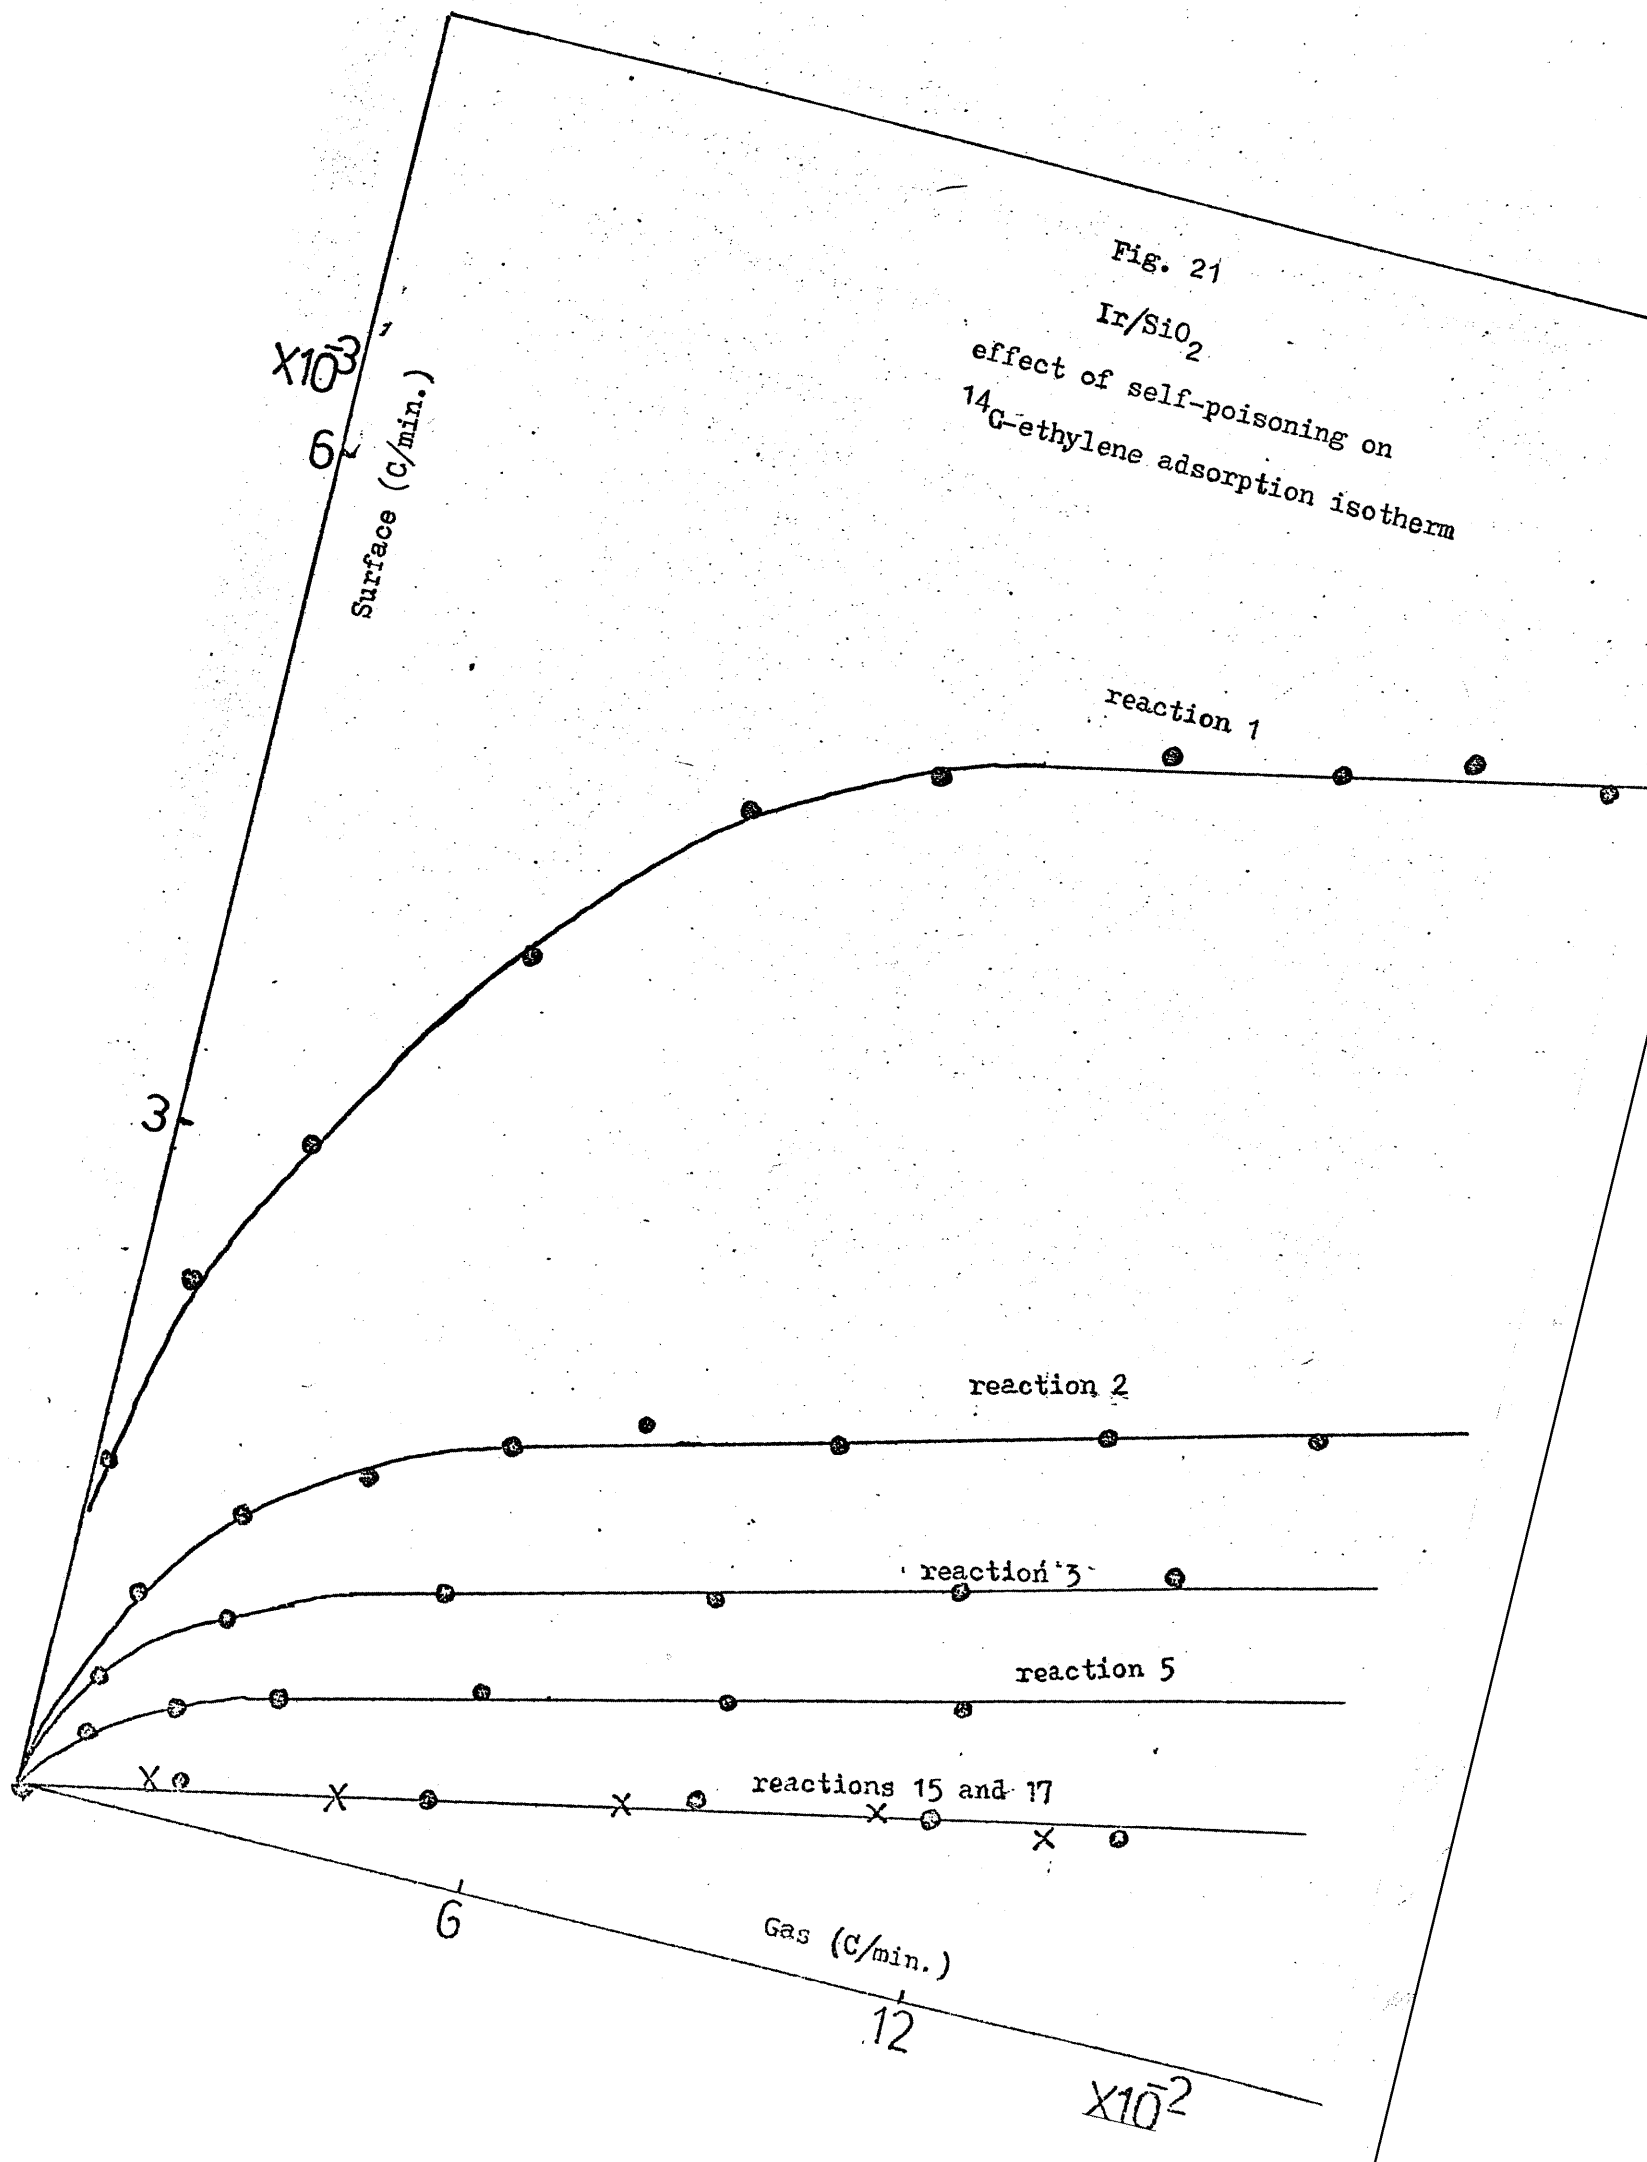 Fig. 21
Ir/SiO₂
effect of self-poisoning on
¹⁴C-ethylene adsorption isotherm
X10⁻³
6
Surface (C/min.)
reaction 1
3
reaction 2
reaction 3
reaction 5
reactions 15 and 17
6
Gas (C/min.)
12
X10⁻²